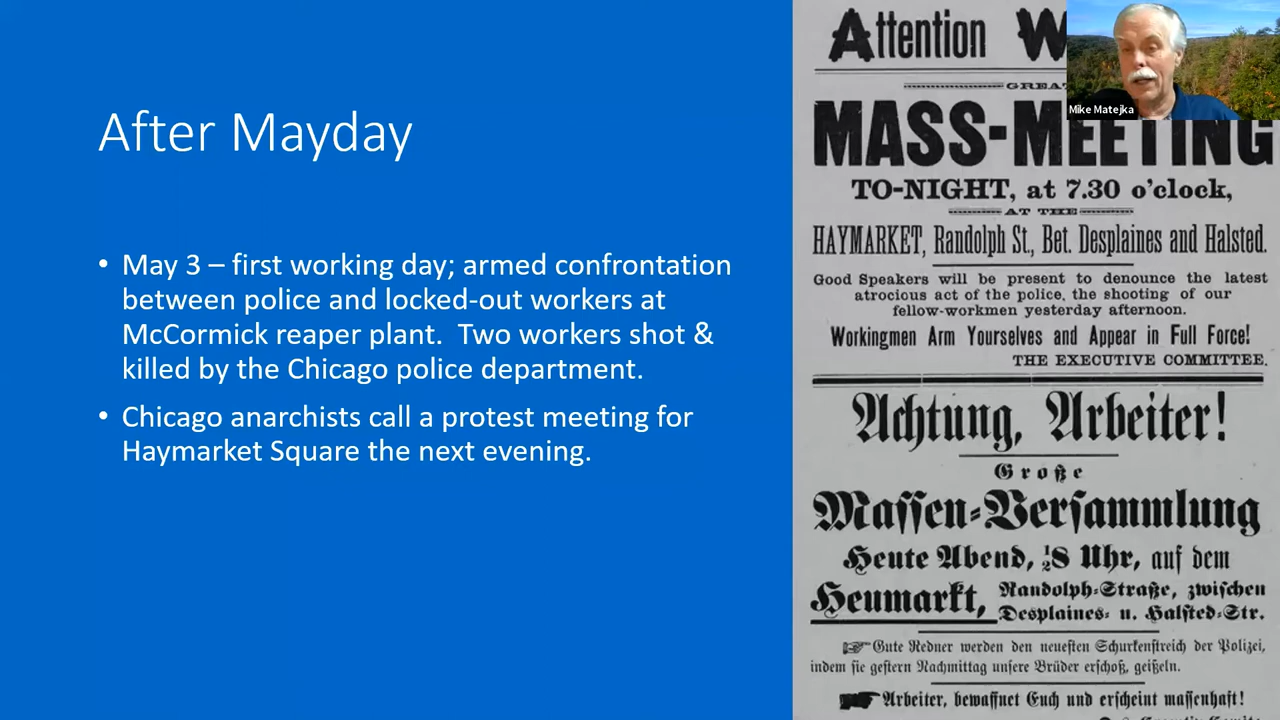 After Mayday
• May 3 – first working day; armed confrontation
between police and locked-out workers at
McCormick reaper plant.  Two workers shot &
killed by the Chicago police department.
• Chicago anarchists call a protest meeting for
Haymarket Square the next evening.
Attention
Mike Matejka
MASS-MEETING
TO-NIGHT, at 7.30 o'clock,
AT THE
HAYMARKET, Randolph St., Bet. Desplaines and Halsted.
Good Speakers will be present to denounce the latest
atrocious act of the police, the shooting of our
fellow-workmen yesterday afternoon.
Workingmen Arm Yourselves and Appear in Full Force!
THE EXECUTIVE COMMITTEE.
Achtung, Arbeiter!
Große
Maſſen-Verſammlung
Heute Abend, ½8 Uhr, auf dem
Heumarkt, Randolph-Straße, zwiſchen
Desplaines- u. Halſted-Str.
Gute Redner werden den neueſten Schurkenſtreich der Polizei,
indem ſie geſtern Nachmittag unſere Brüder erſchoß, geißeln.
Arbeiter, bewaffnet Euch und erſcheint maſſenhaft!